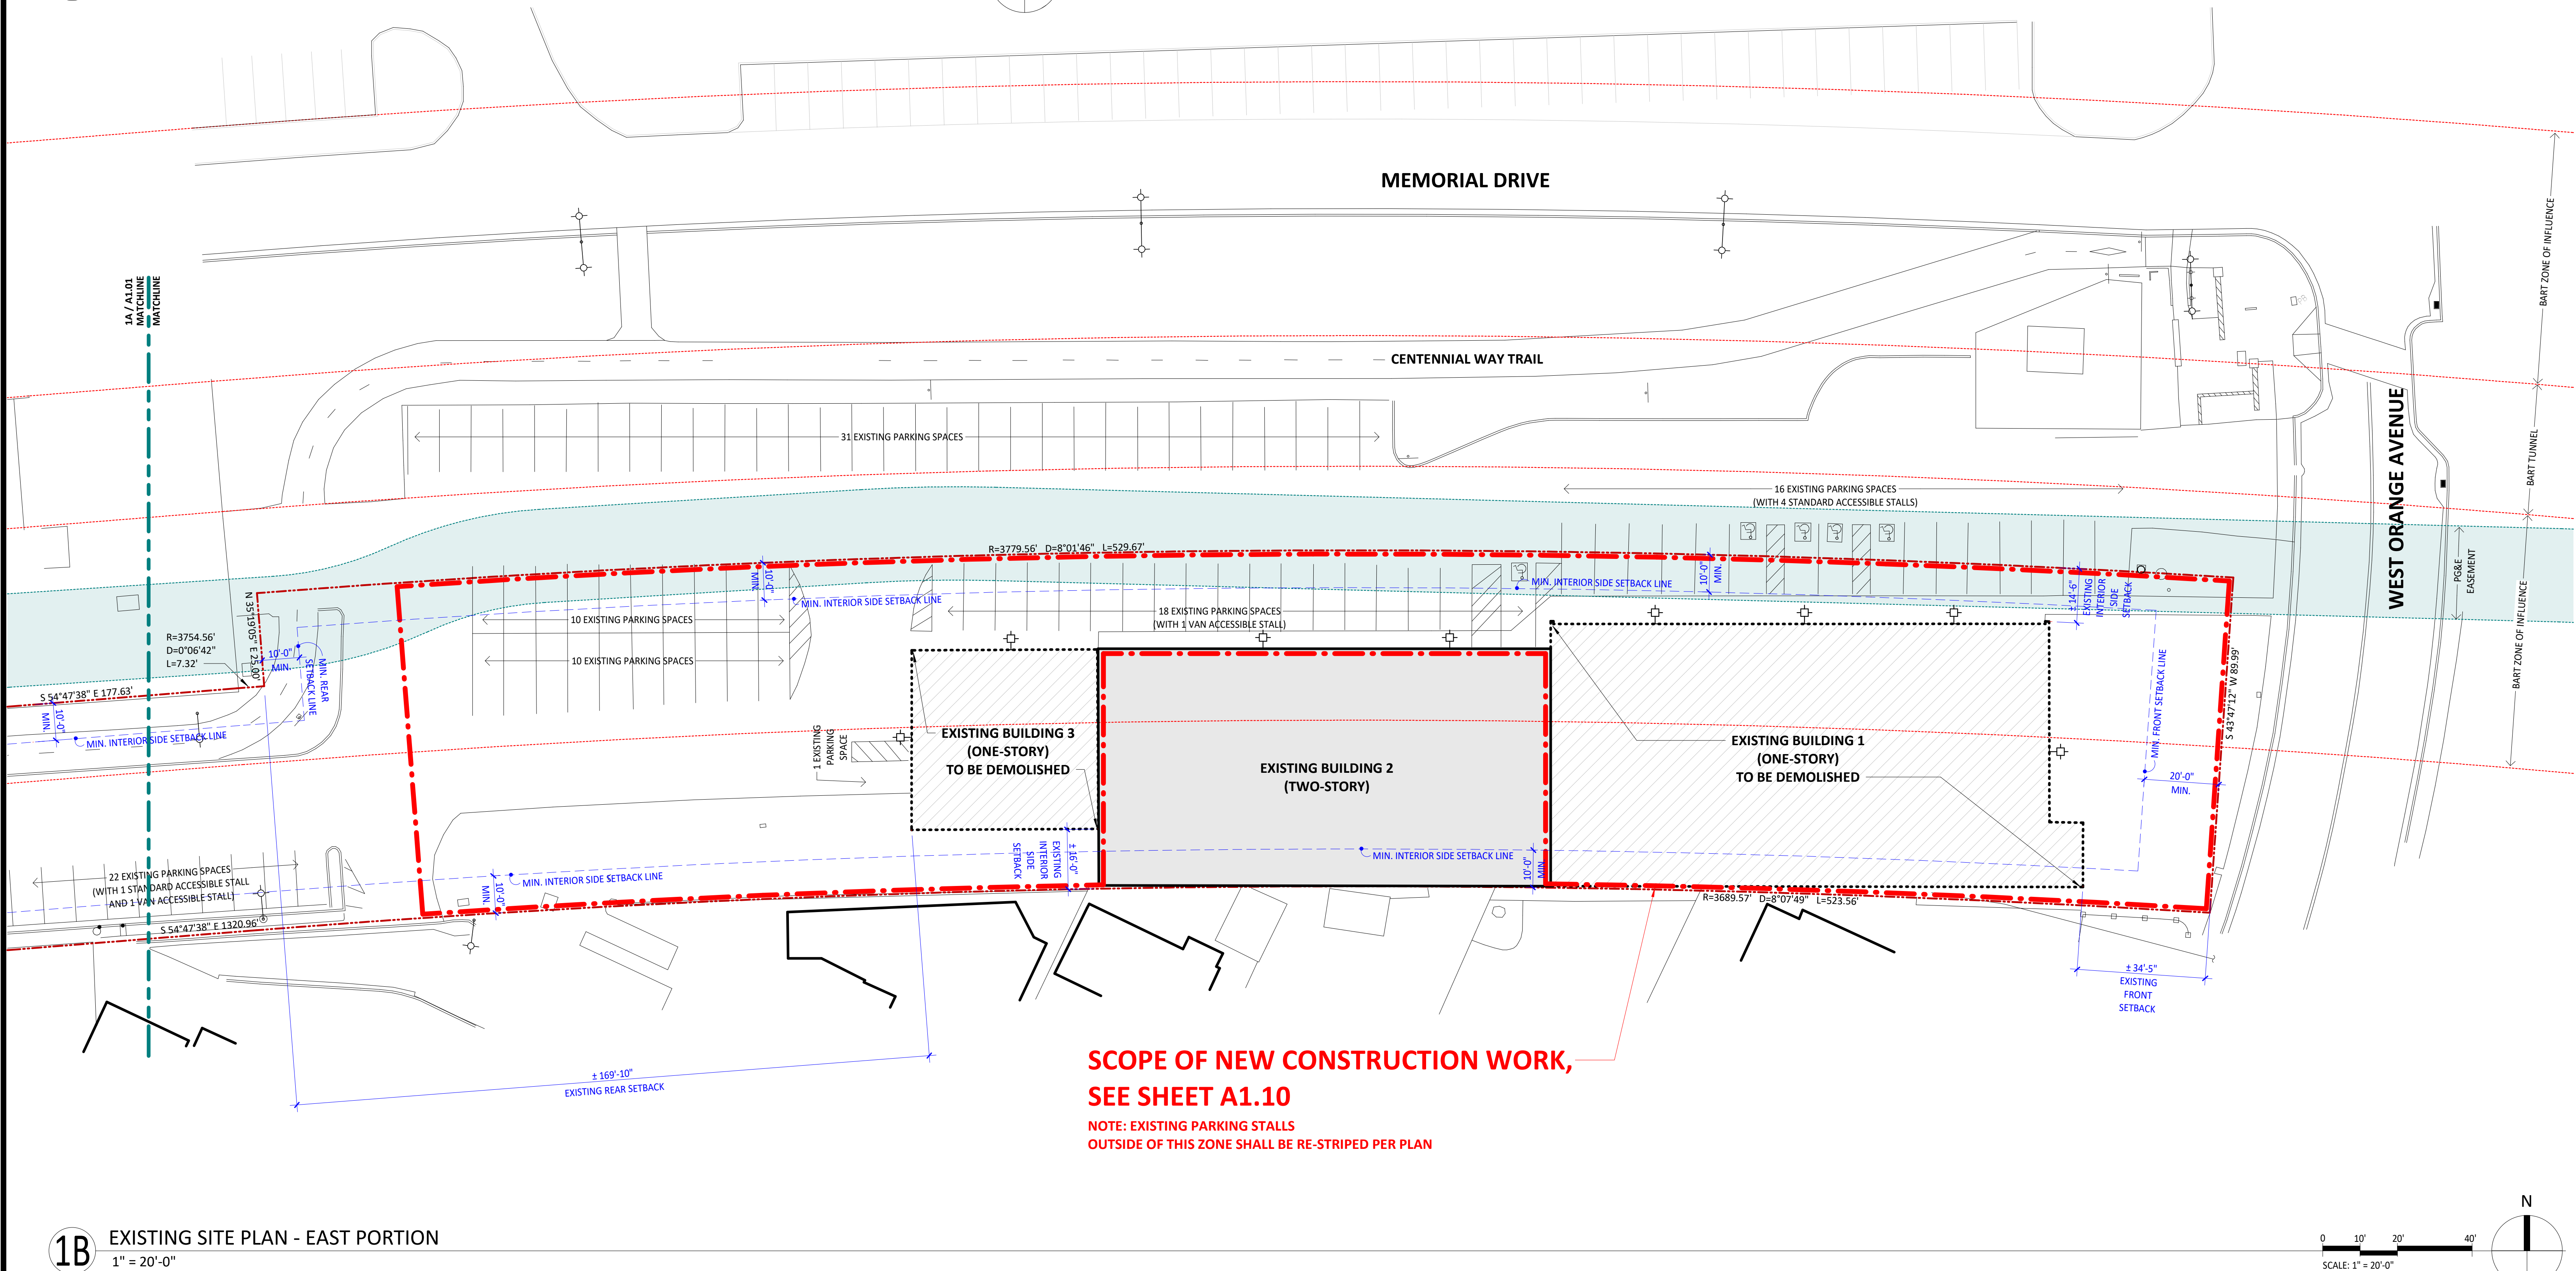 MEMORIAL DRIVE
BART ZONE OF INFLUENCE
1A / A1.01
MATCHLINE
MATCHLINE
CENTENNIAL WAY TRAIL
WEST ORANGE AVENUE
31 EXISTING PARKING SPACES
BART TUNNEL
16 EXISTING PARKING SPACES
(WITH 4 STANDARD ACCESSIBLE STALLS)
R=3779.56' D=8°01'46" L=529.67'
PG&E
EASEMENT
10'-0"
MIN.
MIN. INTERIOR SIDE SETBACK LINE
MIN. INTERIOR SIDE SETBACK LINE
10'-0"
MIN.
± 14'-6"
EXISTING
INTERIOR
SIDE
SETBACK
N 35°19'05" E 25.00'
18 EXISTING PARKING SPACES
(WITH 1 VAN ACCESSIBLE STALL)
10 EXISTING PARKING SPACES
10 EXISTING PARKING SPACES
R=3754.56'
D=0°06'42"
L=7.32'
10'-0"
MIN.
MIN. REAR
SETBACK LINE
S 54°47'38" E 177.63'
10'-0"
MIN.
MIN. INTERIOR SIDE SETBACK LINE
BART ZONE OF INFLUENCE
MIN. FRONT SETBACK LINE
S 43°47'12" W 89.99'
20'-0"
MIN.
1 EXISTING
PARKING
SPACE
EXISTING BUILDING 3
(ONE-STORY)
TO BE DEMOLISHED
EXISTING BUILDING 2
(TWO-STORY)
EXISTING BUILDING 1
(ONE-STORY)
TO BE DEMOLISHED
± 16'-0"
EXISTING
INTERIOR
SIDE
SETBACK
MIN. INTERIOR SIDE SETBACK LINE
10'-0"
MIN.
22 EXISTING PARKING SPACES
(WITH 1 STANDARD ACCESSIBLE STALL
AND 1 VAN ACCESSIBLE STALL)
MIN. INTERIOR SIDE SETBACK LINE
10'-0"
MIN.
S 54°47'38" E 1320.96'
R=3689.57' D=8°07'49" L=523.56'
± 34'-5"
EXISTING
FRONT
SETBACK
± 169'-10"
EXISTING REAR SETBACK
SCOPE OF NEW CONSTRUCTION WORK,
SEE SHEET A1.10
NOTE: EXISTING PARKING STALLS
OUTSIDE OF THIS ZONE SHALL BE RE-STRIPED PER PLAN
1B
EXISTING SITE PLAN - EAST PORTION
1" = 20'-0"
N
0 10' 20' 40'
SCALE: 1" = 20'-0"